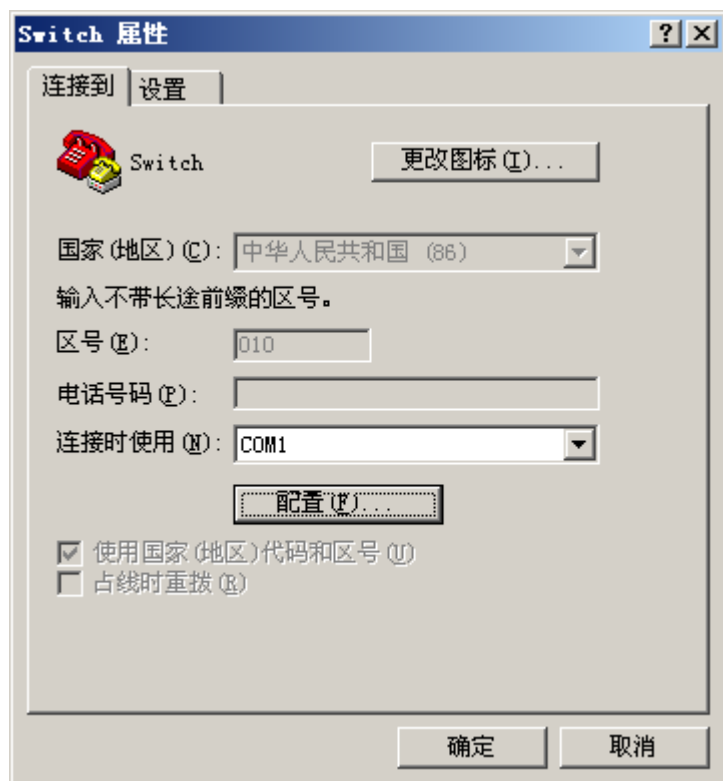 Switch 属性
连接到 设置
Switch 更改图标(I)...
国家(地区)(C): 中华人民共和国 (86)
输入不带长途前缀的区号。
区号(E): 010
电话号码(P):
连接时使用(N): COM1
配置(F)...
使用国家(地区)代码和区号(U)
占线时重拨(R)
确定 取消